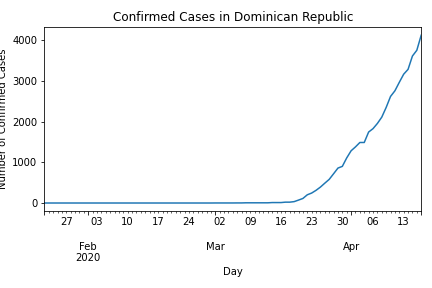 Confirmed Cases in Dominican Republic
Number of Confirmed Cases
4000
3000
2000
1000
0
27 03 10 17 24 02 09 16 23 30 06 13
Feb Mar Apr
2020
Day